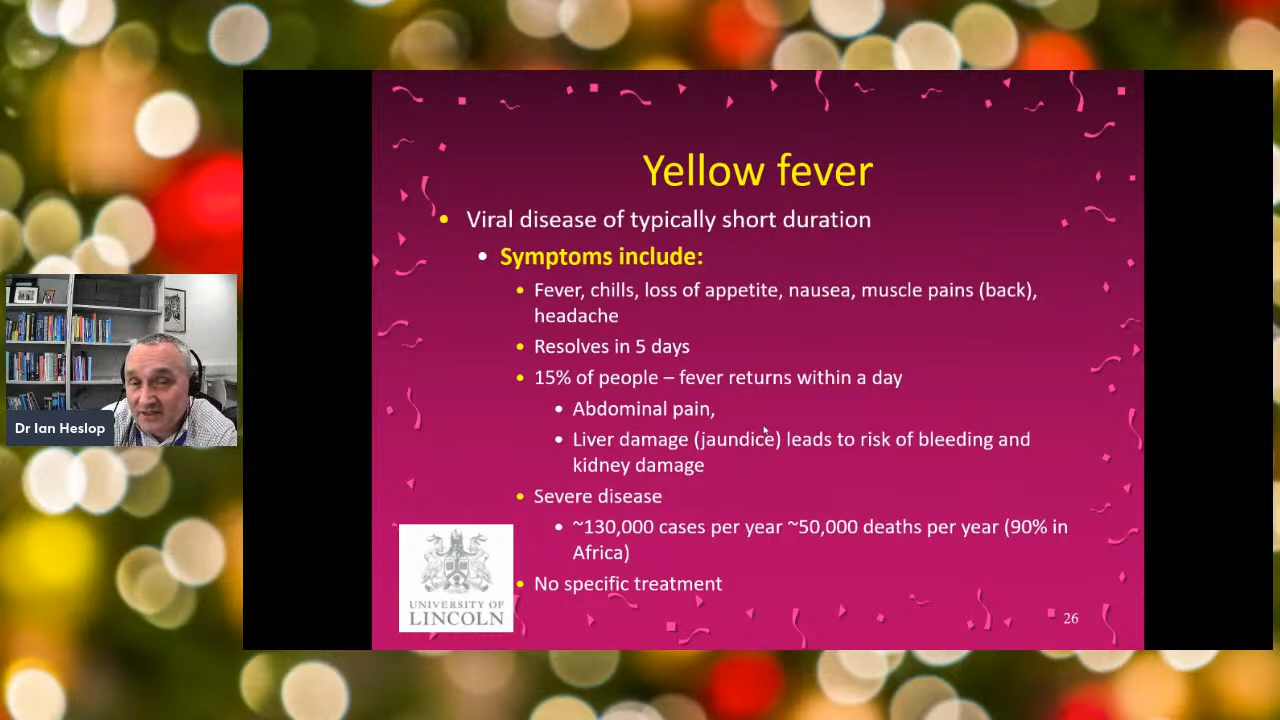 Yellow fever
Viral disease of typically short duration
Symptoms include:
Fever, chills, loss of appetite, nausea, muscle pains (back),
headache
Resolves in 5 days
15% of people – fever returns within a day
Abdominal pain,
Liver damage (jaundice) leads to risk of bleeding and
kidney damage
Severe disease
~130,000 cases per year ~50,000 deaths per year (90% in
Africa)
No specific treatment
UNIVERSITY OF
LINCOLN
26
Dr Ian Heslop